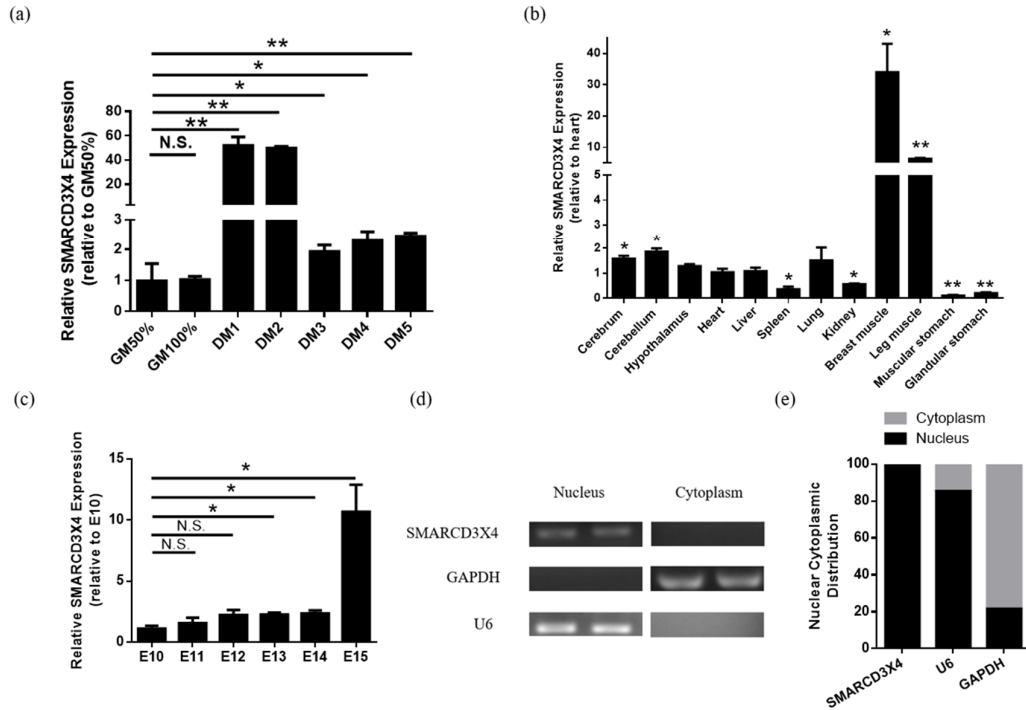 (a)
**
*
*
**
**
N.S.
Relative SMARCD3X4 Expression
(relative to GM50%)
80
60
40
20
3
2
1
0
GM50%
GM100%
DM1
DM2
DM3
DM4
DM5
(b)
Relative SMARCD3X4 Expression
(relative to heart)
40
30
20
10
5
4
3
2
1
0
*
*
*
*
*
**
**
**
Cerebrum
Cerebellum
Hypothalamus
Heart
Liver
Spleen
Lung
Kidney
Breast muscle
Leg muscle
Muscular stomach
Glandular stomach
(c)
Relative SMARCD3X4 Expression
(relative to E10)
15
10
5
0
*
*
*
N.S.
N.S.
E10
E11
E12
E13
E14
E15
(d)
Nucleus
Cytoplasm
SMARCD3X4
GAPDH
U6
(e)
Cytoplasm
Nucleus
Nuclear Cytoplasmic
Distribution
100
80
60
40
20
0
SMARCD3X4
U6
GAPDH